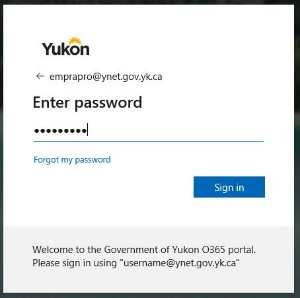 Yukon
← emprapro@ynet.gov.yk.ca
Enter password
•••••••••
Forgot my password
Sign in
Welcome to the Government of Yukon O365 portal.
Please sign in using "username@ynet.gov.yk.ca"